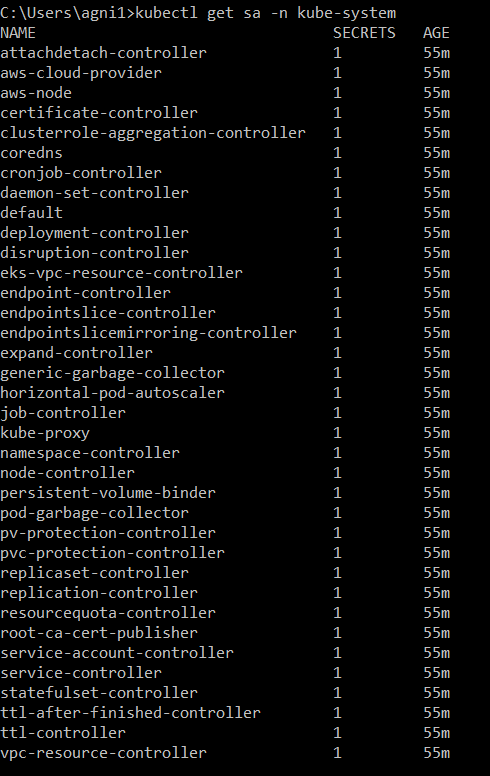 C:\Users\agni1>kubectl get sa -n kube-system
NAME SECRETS AGE
attachdetach-controller 1 55m
aws-cloud-provider 1 55m
aws-node 1 55m
certificate-controller 1 55m
clusterrole-aggregation-controller 1 55m
coredns 1 55m
cronjob-controller 1 55m
daemon-set-controller 1 55m
default 1 55m
deployment-controller 1 55m
disruption-controller 1 55m
eks-vpc-resource-controller 1 55m
endpoint-controller 1 55m
endpointslice-controller 1 55m
endpointslicemirroring-controller 1 55m
expand-controller 1 55m
generic-garbage-collector 1 55m
horizontal-pod-autoscaler 1 55m
job-controller 1 55m
kube-proxy 1 55m
namespace-controller 1 55m
node-controller 1 55m
persistent-volume-binder 1 55m
pod-garbage-collector 1 55m
pv-protection-controller 1 55m
pvc-protection-controller 1 55m
replicaset-controller 1 55m
replication-controller 1 55m
resourcequota-controller 1 55m
root-ca-cert-publisher 1 55m
service-account-controller 1 55m
service-controller 1 55m
statefulset-controller 1 55m
ttl-after-finished-controller 1 55m
ttl-controller 1 55m
vpc-resource-controller 1 55m